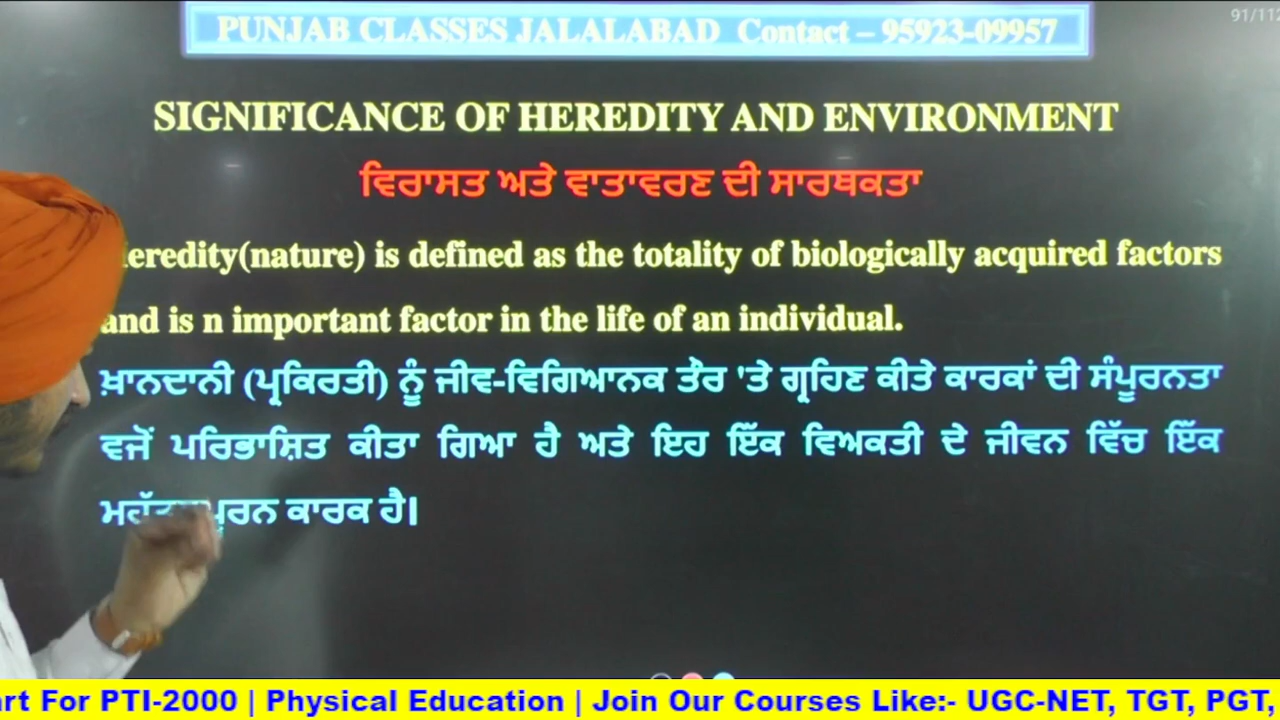 91/112
PUNJAB CLASSES JALALABAD Contact – 95923-09957
SIGNIFICANCE OF HEREDITY AND ENVIRONMENT
ਵਿਰਾਸਤ ਅਤੇ ਵਾਤਾਵਰਣ ਦੀ ਸਾਰਥਕਤਾ
eredity(nature) is defined as the totality of biologically acquired factors
and is n important factor in the life of an individual.
ਖ਼ਾਨਦਾਨੀ (ਪ੍ਰਕਿਰਤੀ) ਨੂੰ ਜੀਵ-ਵਿਗਿਆਨਕ ਤੌਰ 'ਤੇ ਗ੍ਰਹਿਣ ਕੀਤੇ ਕਾਰਕਾਂ ਦੀ ਸੰਪੂਰਨਤਾ
ਵਜੋਂ ਪਰਿਭਾਸ਼ਿਤ ਕੀਤਾ ਗਿਆ ਹੈ ਅਤੇ ਇਹ ਇੱਕ ਵਿਅਕਤੀ ਦੇ ਜੀਵਨ ਵਿੱਚ ਇੱਕ
ਕਾਰਕ ਹੈ।
art For PTI-2000 | Physical Education | Join Our Courses Like:- UGC-NET, TGT, PGT,